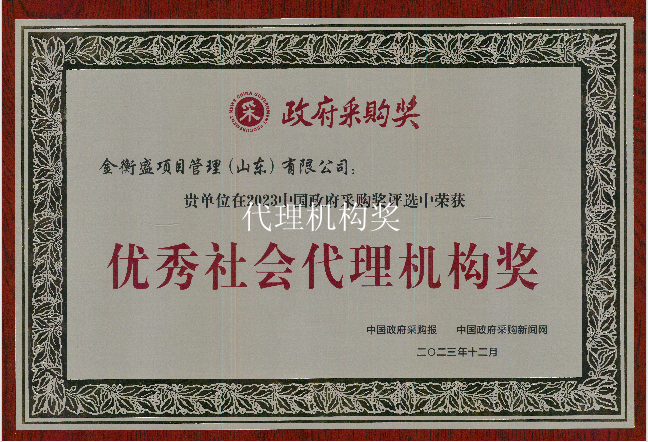 采
CHINA GOVERNMENT PROCUREMENT AWARD
政府采购奖
金衡盛项目管理(山东)有限公司:
贵单位在2023中国政府采购奖评选中荣获
代理机构奖
优秀社会代理机构奖
中国政府采购报 中国政府采购新闻网
二〇二三年十二月